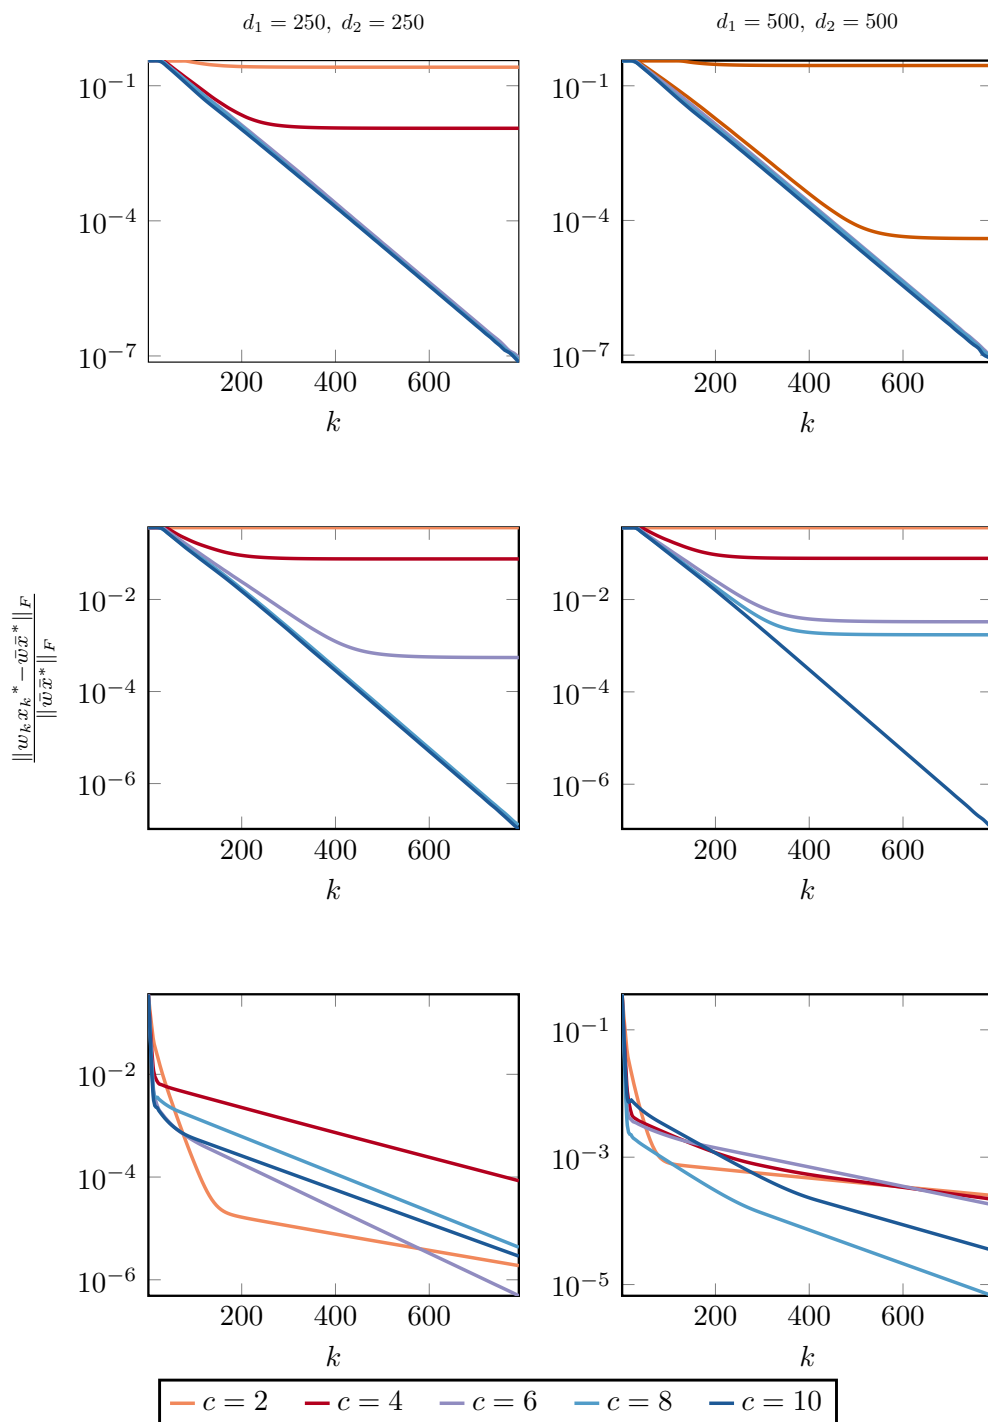 d₁ = 250, d₂ = 250
d₁ = 500, d₂ = 500
10⁻¹
10⁻⁴
10⁻⁷
200 400 600
k
10⁻¹
10⁻⁴
10⁻⁷
200 400 600
k
‖wₖxₖ* − w̄x̄*‖_F
‖w̄x̄*‖_F
10⁻²
10⁻⁴
10⁻⁶
200 400 600
k
10⁻²
10⁻⁴
10⁻⁶
200 400 600
k
10⁻²
10⁻⁴
10⁻⁶
200 400 600
k
10⁻¹
10⁻³
10⁻⁵
200 400 600
k
c = 2 c = 4 c = 6 c = 8 c = 10